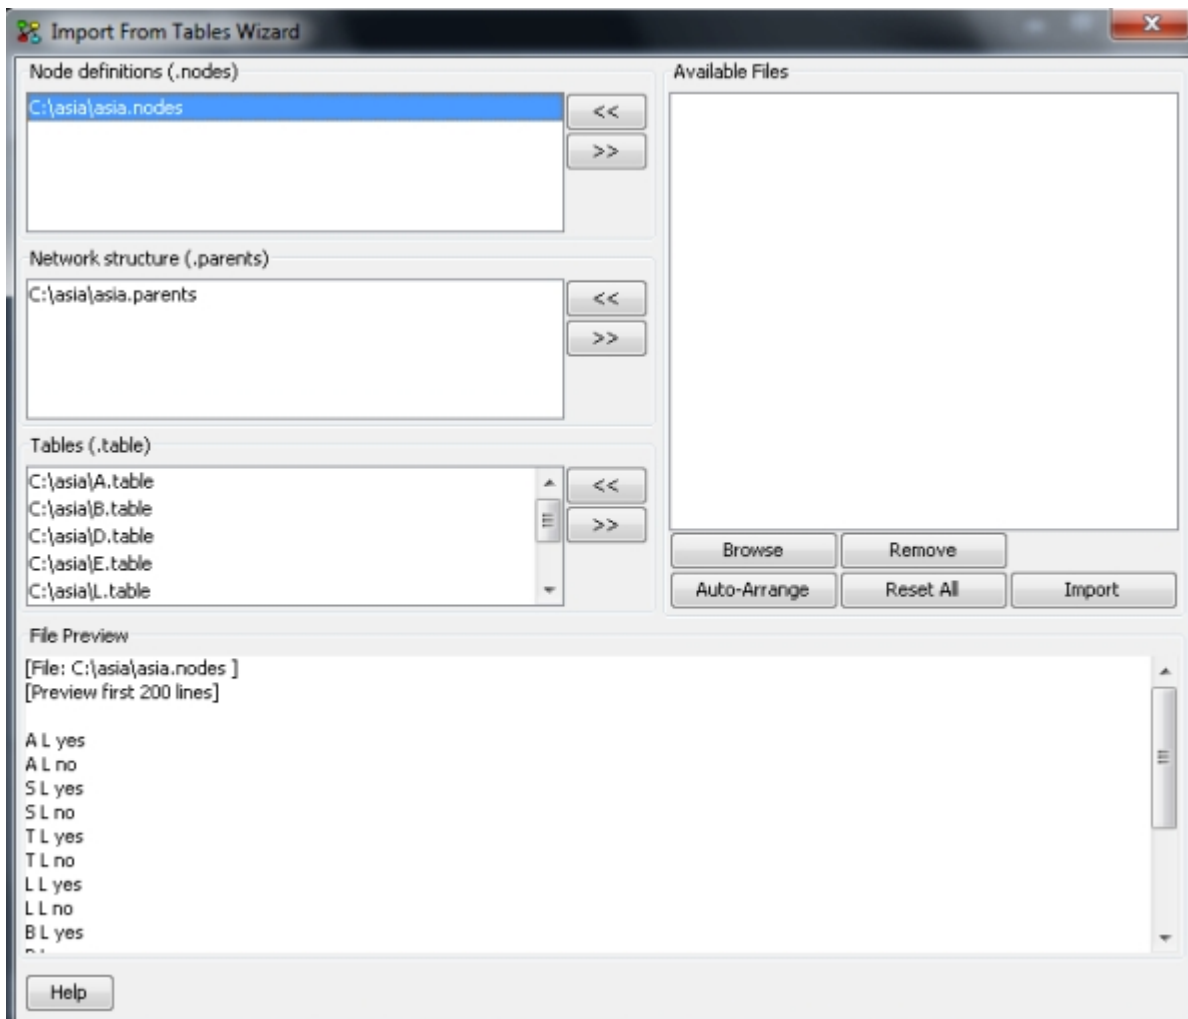 Import From Tables Wizard
Node definitions (.nodes)
C:\asia\asia.nodes
<<
>>
Network structure (.parents)
C:\asia\asia.parents
<<
>>
Tables (.table)
C:\asia\A.table
C:\asia\B.table
C:\asia\D.table
C:\asia\E.table
C:\asia\L.table
<<
>>
Available Files
Browse
Remove
Auto-Arrange
Reset All
Import
File Preview
[File: C:\asia\asia.nodes ]
[Preview first 200 lines]
A L yes
A L no
S L yes
S L no
T L yes
T L no
L L yes
L L no
B L yes
Help